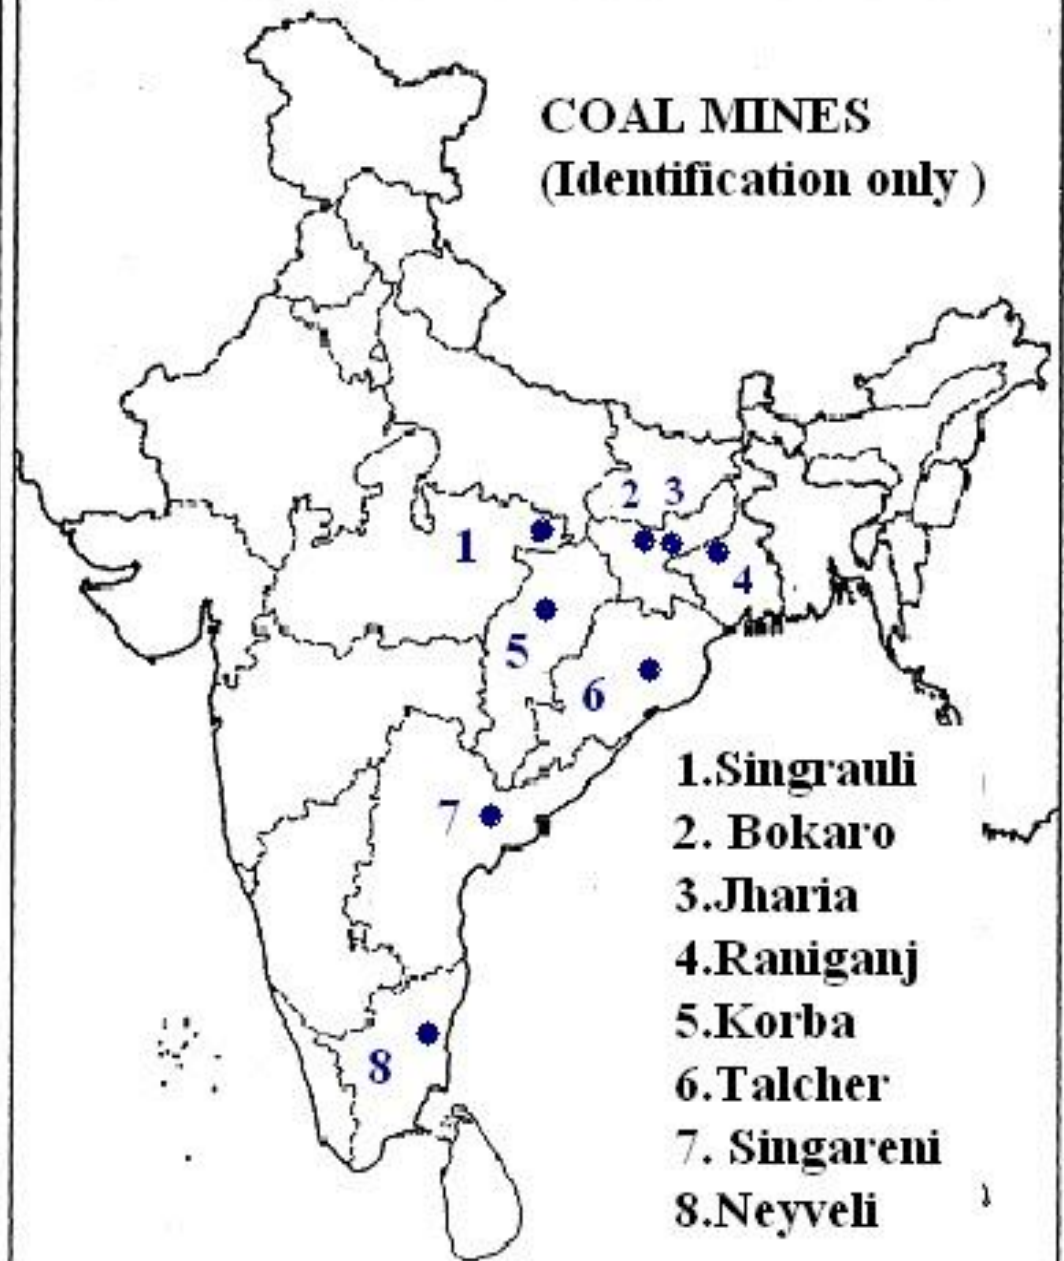 COAL MINES
(Identification only )
2 3
1
4
5
6
7
8
1.Singrauli
2. Bokaro
3.Jharia
4.Raniganj
5.Korba
6.Talcher
7. Singareni
8.Neyveli